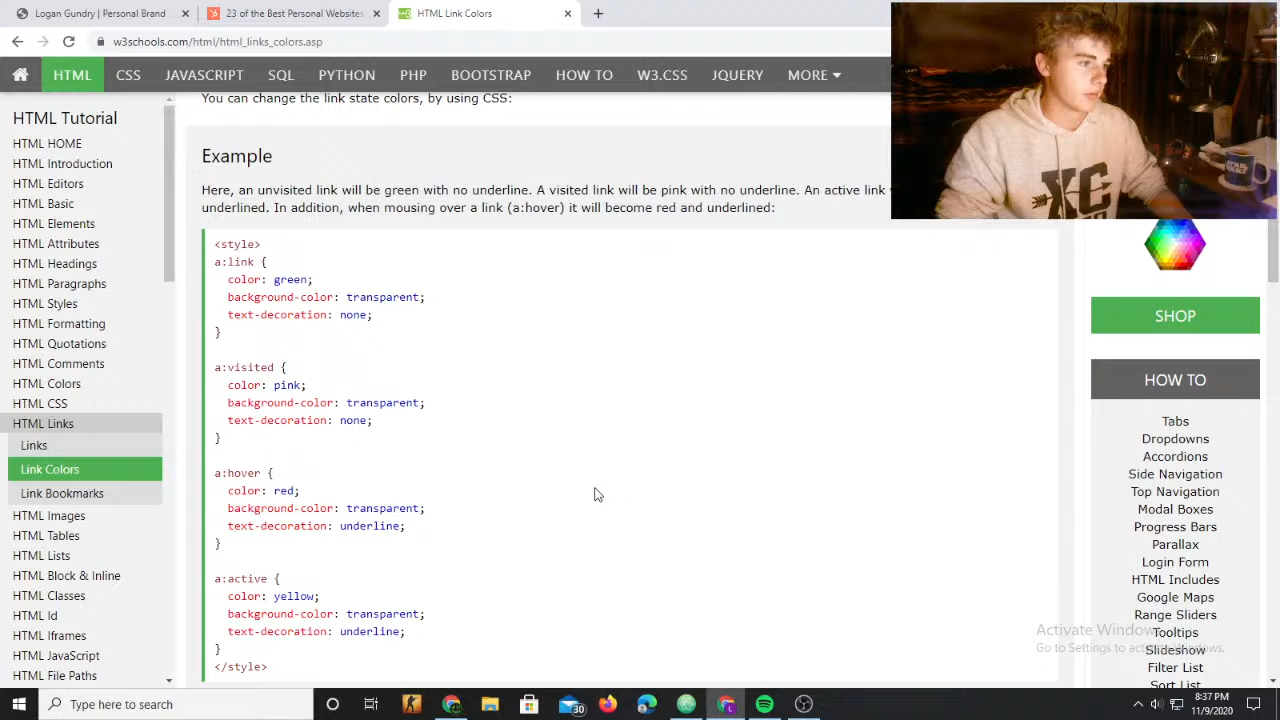 Logan Gundry | Personal Brand
23 of the Best Personal Websites
HTML Link Colors
w3schools.com/html/html_links_colors.asp
HTML CSS JAVASCRIPT SQL PYTHON PHP BOOTSTRAP HOW TO W3.CSS JQUERY MORE
HTML Tutorial
HTML HOME
HTML Introduction
HTML Editors
HTML Basic
HTML Elements
HTML Attributes
HTML Headings
HTML Paragraphs
HTML Styles
HTML Formatting
HTML Quotations
HTML Comments
HTML Colors
HTML CSS
HTML Links
Links
Link Colors
Link Bookmarks
HTML Images
HTML Tables
HTML Lists
HTML Block & Inline
HTML Classes
HTML Id
HTML Iframes
HTML JavaScript
HTML File Paths
You can change the link state colors, by using CSS:
Example
Here, an unvisited link will be green with no underline. A visited link will be pink with no underline. An active link
underlined. In addition, when mousing over a link (a:hover) it will become red and underlined:
<style>
a:link {
color: green;
background-color: transparent;
text-decoration: none;
}
a:visited {
color: pink;
background-color: transparent;
text-decoration: none;
}
a:hover {
color: red;
background-color: transparent;
text-decoration: underline;
}
a:active {
color: yellow;
background-color: transparent;
text-decoration: underline;
}
</style>
XC
STAR WARS
SHOP
HOW TO
Tabs
Dropdowns
Accordions
Side Navigation
Top Navigation
Modal Boxes
Progress Bars
Parallax
Login Form
HTML Includes
Google Maps
Range Sliders
Tooltips
Slideshow
Filter List
Sort List
Activate Windows
Go to Settings to activate Windows.
Type here to search
30
8:37 PM
11/9/2020